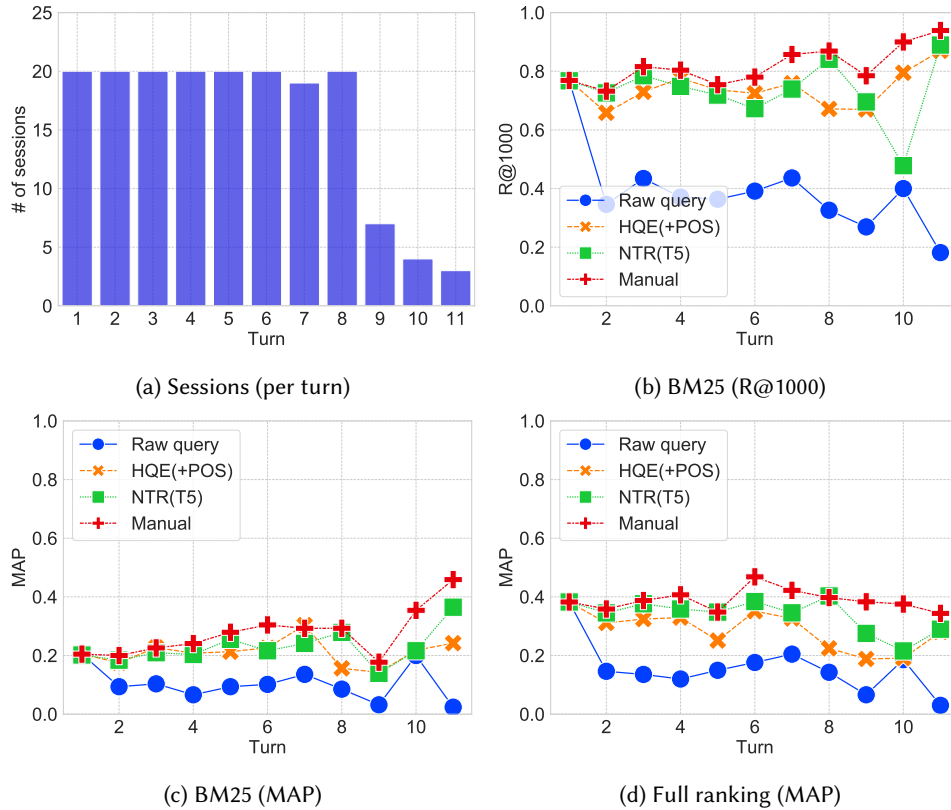 25
20
15
10
5
0
# of sessions
1 2 3 4 5 6 7 8 9 10 11
Turn
(a) Sessions (per turn)
1.0
0.8
0.6
0.4
0.2
0.0
R@1000
Raw query
HQE(+POS)
NTR(T5)
Manual
2 4 6 8 10
Turn
(b) BM25 (R@1000)
1.0
0.8
0.6
0.4
0.2
0.0
MAP
Raw query
HQE(+POS)
NTR(T5)
Manual
2 4 6 8 10
Turn
(c) BM25 (MAP)
1.0
0.8
0.6
0.4
0.2
0.0
MAP
Raw query
HQE(+POS)
NTR(T5)
Manual
2 4 6 8 10
Turn
(d) Full ranking (MAP)